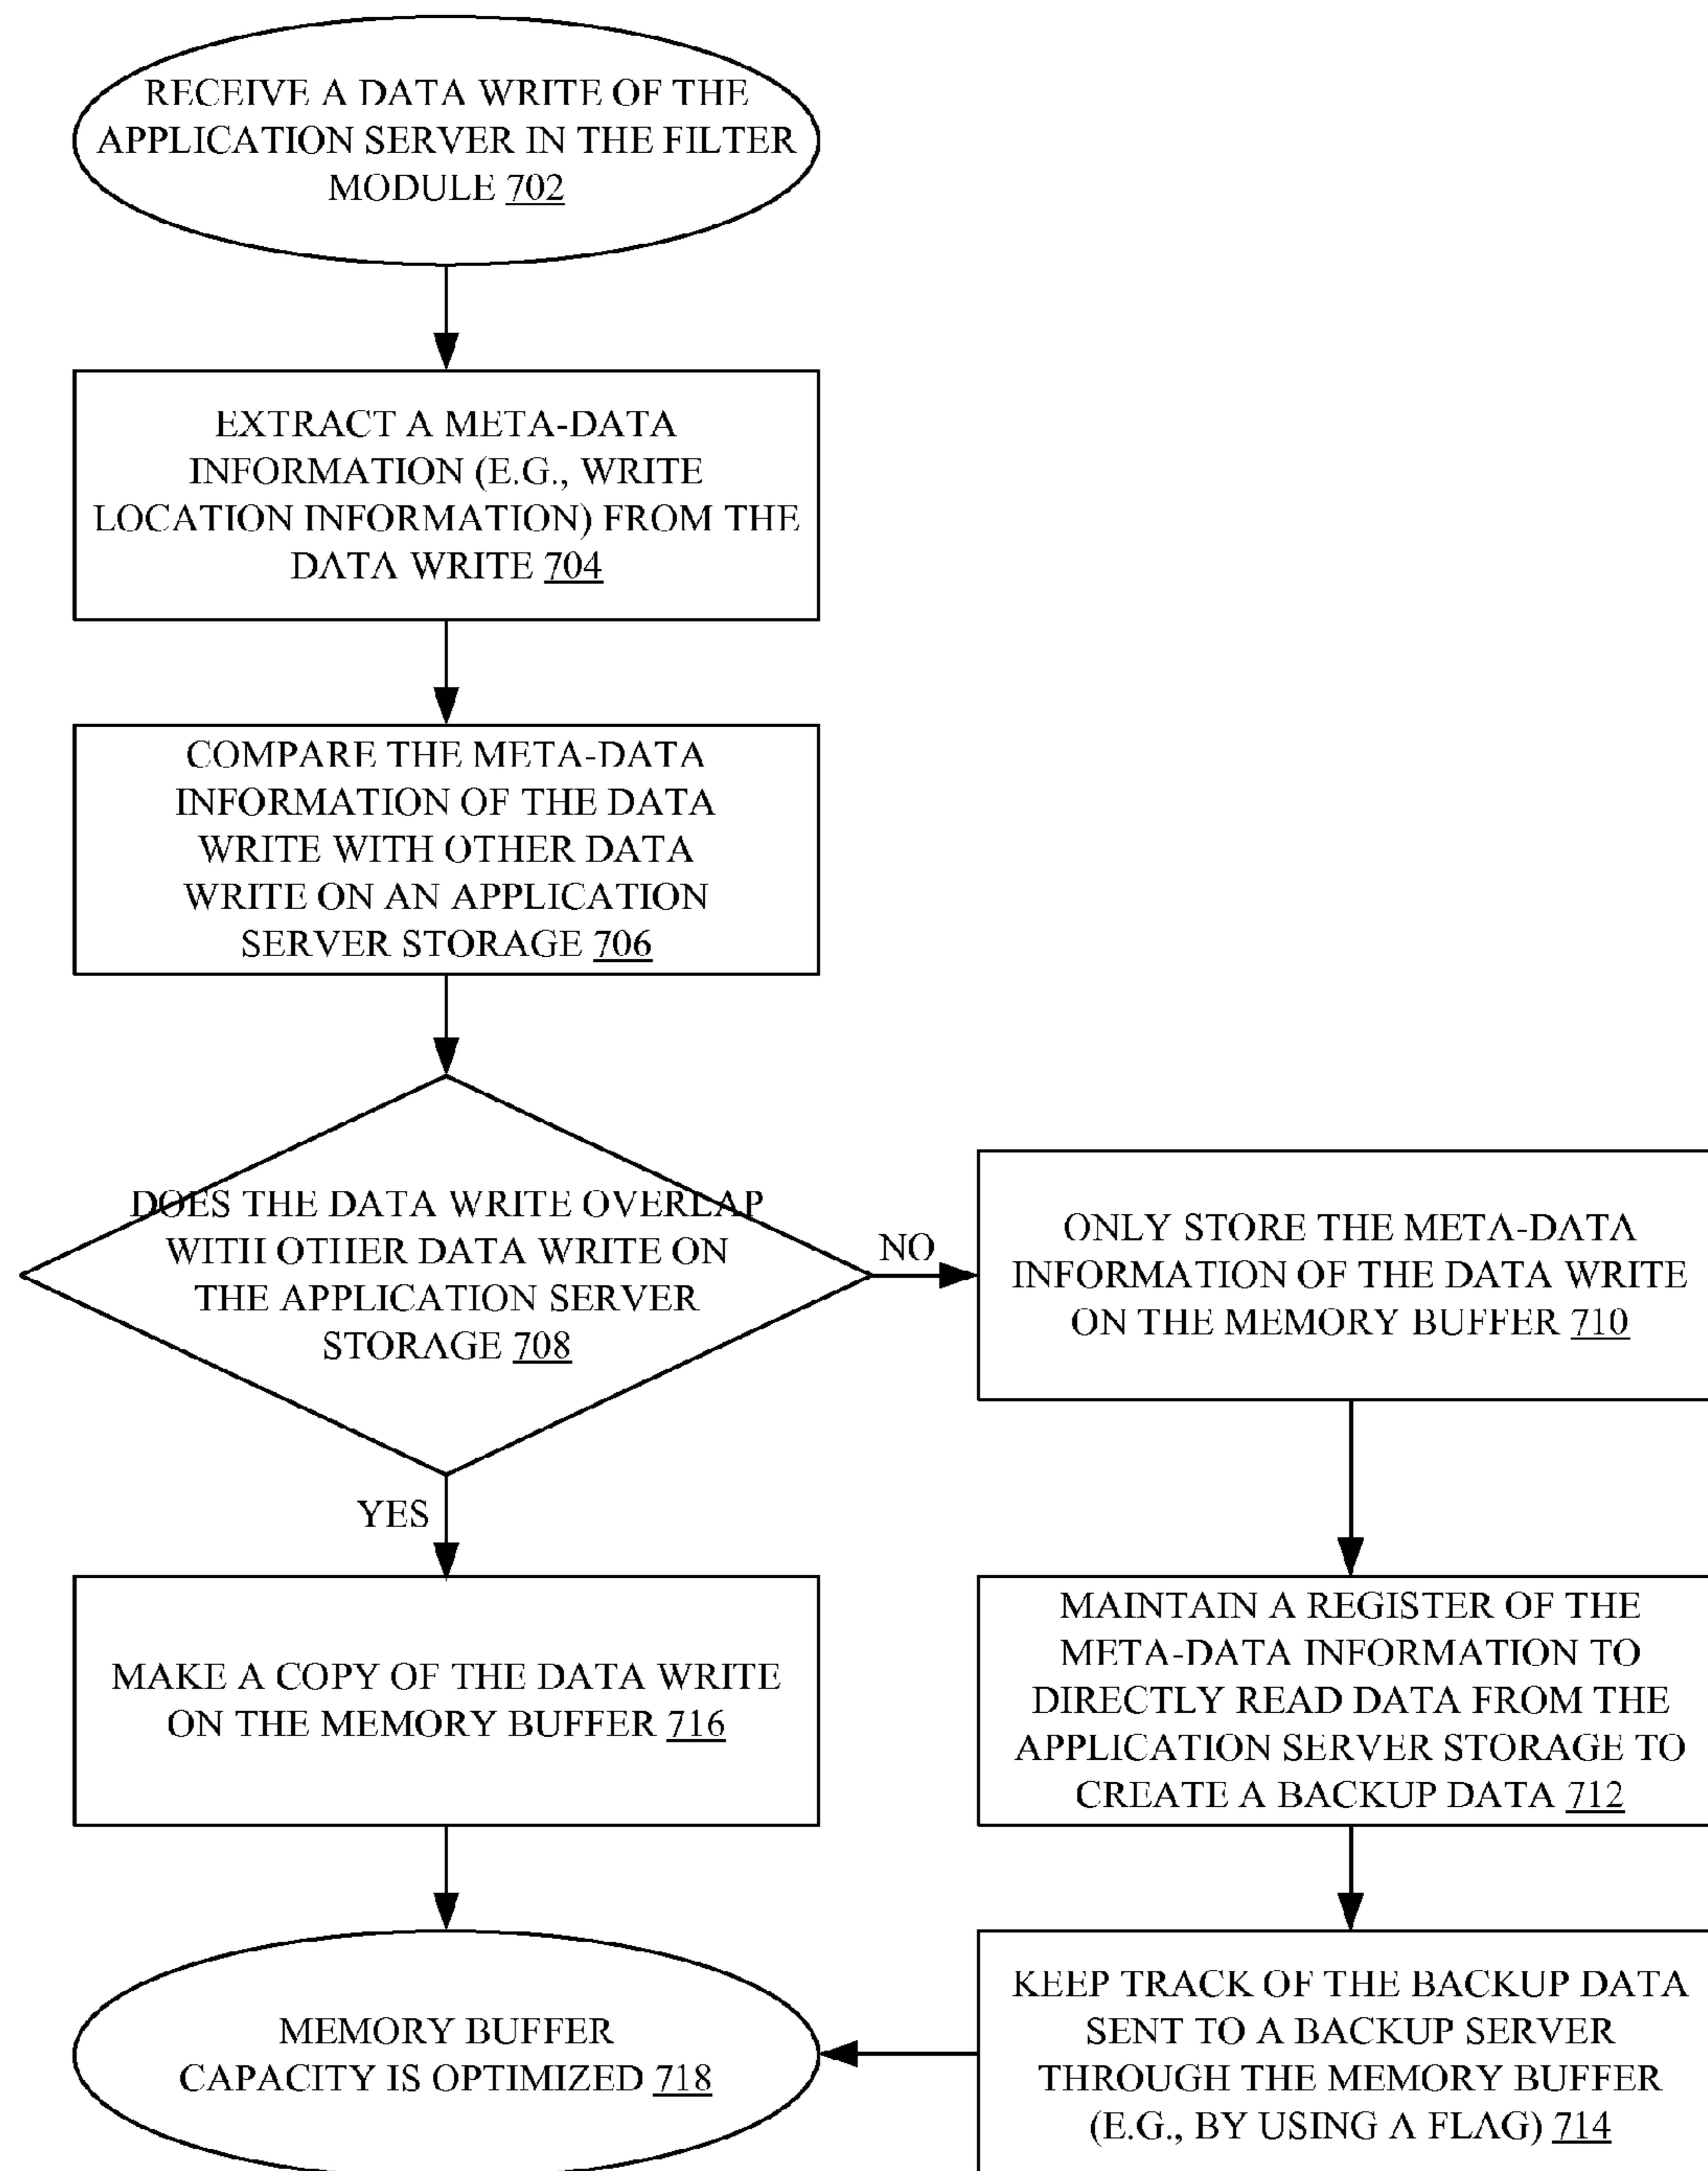 RECEIVE A DATA WRITE OF THE
APPLICATION SERVER IN THE FILTER
MODULE 702
EXTRACT A META-DATA
INFORMATION (E.G., WRITE
LOCATION INFORMATION) FROM THE
DATA WRITE 704
COMPARE THE META-DATA
INFORMATION OF THE DATA
WRITE WITH OTHER DATA
WRITE ON AN APPLICATION
SERVER STORAGE 706
DOES THE DATA WRITE OVERLAP
WITH OTHER DATA WRITE ON
THE APPLICATION SERVER
STORAGE 708
NO
ONLY STORE THE META-DATA
INFORMATION OF THE DATA WRITE
ON THE MEMORY BUFFER 710
YES
MAKE A COPY OF THE DATA WRITE
ON THE MEMORY BUFFER 716
MAINTAIN A REGISTER OF THE
META-DATA INFORMATION TO
DIRECTLY READ DATA FROM THE
APPLICATION SERVER STORAGE TO
CREATE A BACKUP DATA 712
MEMORY BUFFER
CAPACITY IS OPTIMIZED 718
KEEP TRACK OF THE BACKUP DATA
SENT TO A BACKUP SERVER
THROUGH THE MEMORY BUFFER
(E.G., BY USING A FLAG) 714